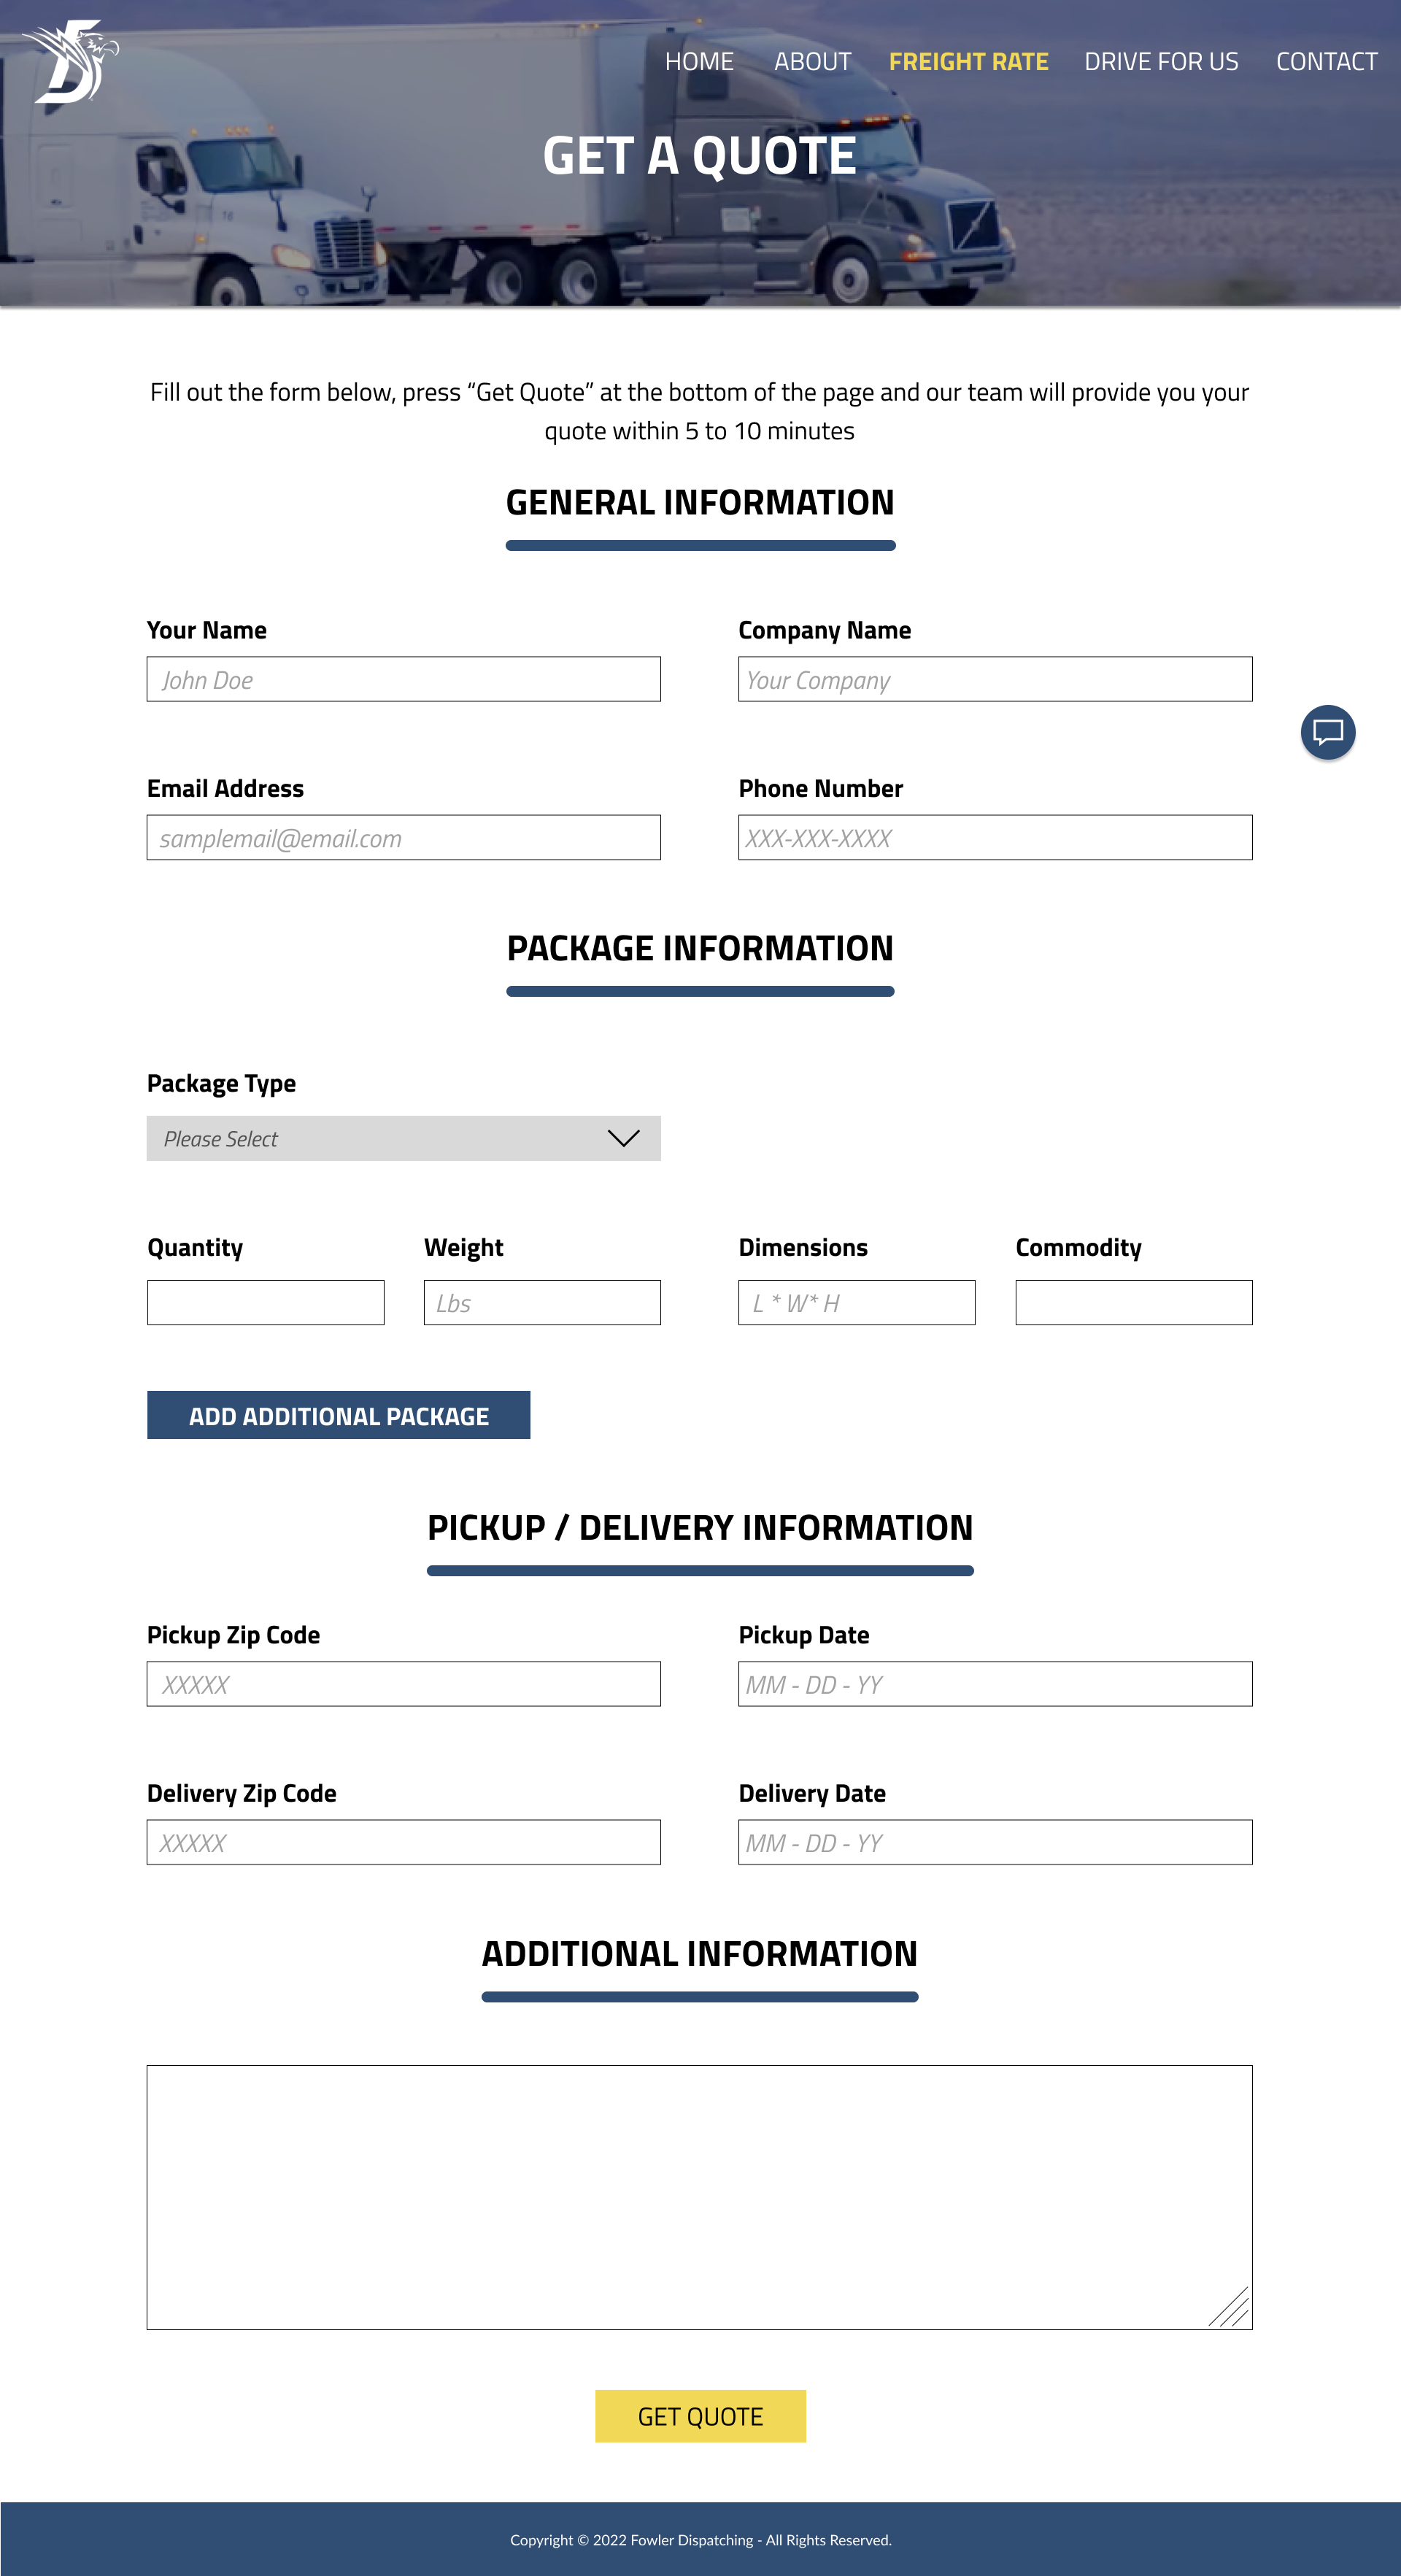 HOME ABOUT FREIGHT RATE DRIVE FOR US CONTACT
GET A QUOTE
Fill out the form below, press “Get Quote” at the bottom of the page and our team will provide you your
quote within 5 to 10 minutes
GENERAL INFORMATION
Your Name Company Name
John Doe Your Company
Email Address Phone Number
samplemail@email.com XXX-XXX-XXXX
PACKAGE INFORMATION
Package Type
Please Select
Quantity Weight Dimensions Commodity
Lbs L * W* H
ADD ADDITIONAL PACKAGE
PICKUP / DELIVERY INFORMATION
Pickup Zip Code Pickup Date
XXXXX MM - DD - YY
Delivery Zip Code Delivery Date
XXXXX MM - DD - YY
ADDITIONAL INFORMATION
GET QUOTE
Copyright © 2022 Fowler Dispatching - All Rights Reserved.